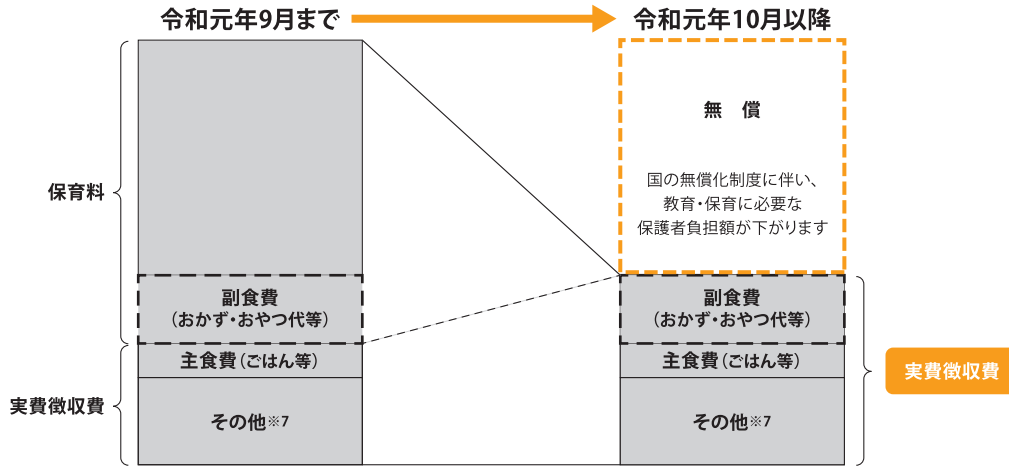 令和元年9月まで
令和元年10月以降
保育料
副食費
（おかず・おやつ代等）
主食費（ごはん等）
実費徴収費
その他※7
無　償
国の無償化制度に伴い、
教育・保育に必要な
保護者負担額が下がります
副食費
（おかず・おやつ代等）
主食費（ごはん等）
その他※7
実費徴収費